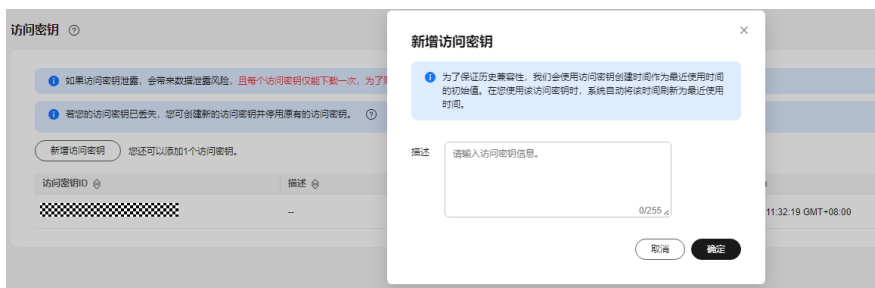 访问密钥
如果访问密钥泄露，会带来数据泄露风险，且每个访问密钥仅能下载一次，为了
若您的访问密钥已丢失，您可创建新的访问密钥并停用原有的访问密钥。
新增访问密钥 您还可以添加1个访问密钥。
访问密钥ID 描述
--
11:32:19 GMT+08:00
新增访问密钥
为了保证历史兼容性，我们会使用访问密钥创建时间作为最近使用时间
的初始值。在您使用该访问密钥时，系统自动将该时间刷新为最近使用
时间。
描述 请输入访问密钥信息。
0/255
取消 确定